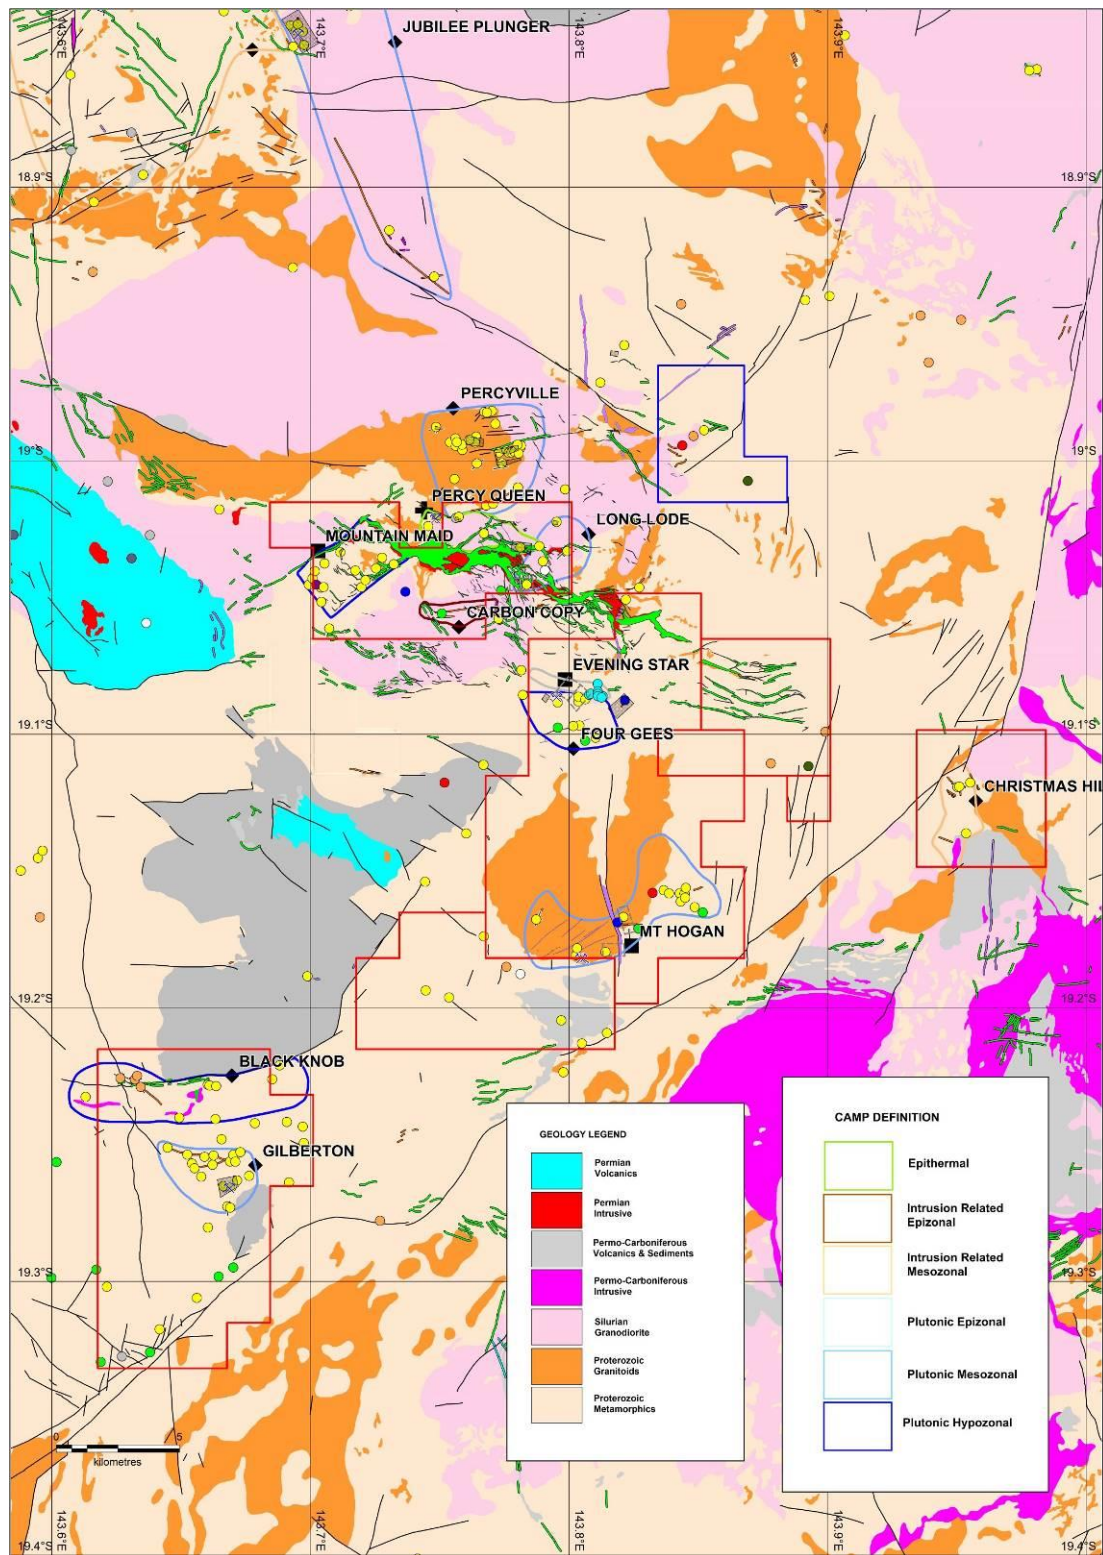 143.6°E
143.7°E
143.8°E
143.9°E
JUBILEE PLUNGER
18.9°S
18.9°S
PERCYVILLE
19°S
19°S
PERCY QUEEN
LONG LODE
MOUNTAIN MAID
CARBON COPY
EVENING STAR
19.1°S
19.1°S
FOUR GEES
CHRISTMAS HIL
MT HOGAN
19.2°S
19.2°S
BLACK KNOB
GILBERTON
GEOLOGY LEGEND
Permian
Volcanics
Permian
Intrusive
Permo-Carboniferous
Volcanics & Sediments
Permo-Carboniferous
Intrusive
Silurian
Granodiorite
Proterozoic
Granitoids
Proterozoic
Metamorphics
CAMP DEFINITION
Epithermal
Intrusion Related
Epizonal
Intrusion Related
Mesozonal
Plutonic Epizonal
Plutonic Mesozonal
Plutonic Hypozonal
19.3°S
19.3°S
0 5
kilometres
143.6°E
143.7°E
143.8°E
143.9°E
19.4°S
19.4°S